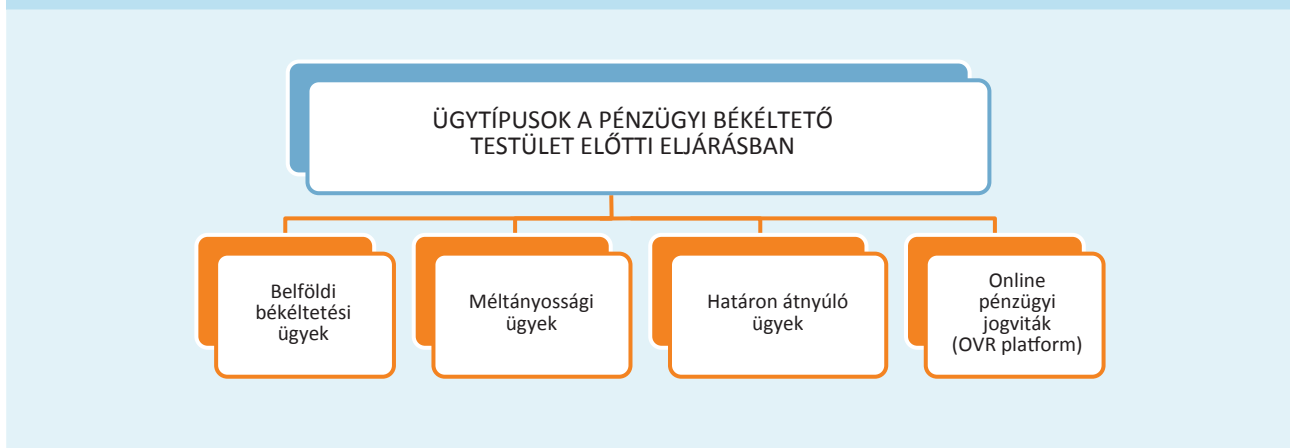 ÜGYTÍPUSOK A PÉNZÜGYI BÉKÉLTETŐ
TESTÜLET ELŐTTI ELJÁRÁSBAN
Belföldi
békéltetési
ügyek
Méltányossági
ügyek
Határon átnyúló
ügyek
Online
pénzügyi
jogviták
(OVR platform)